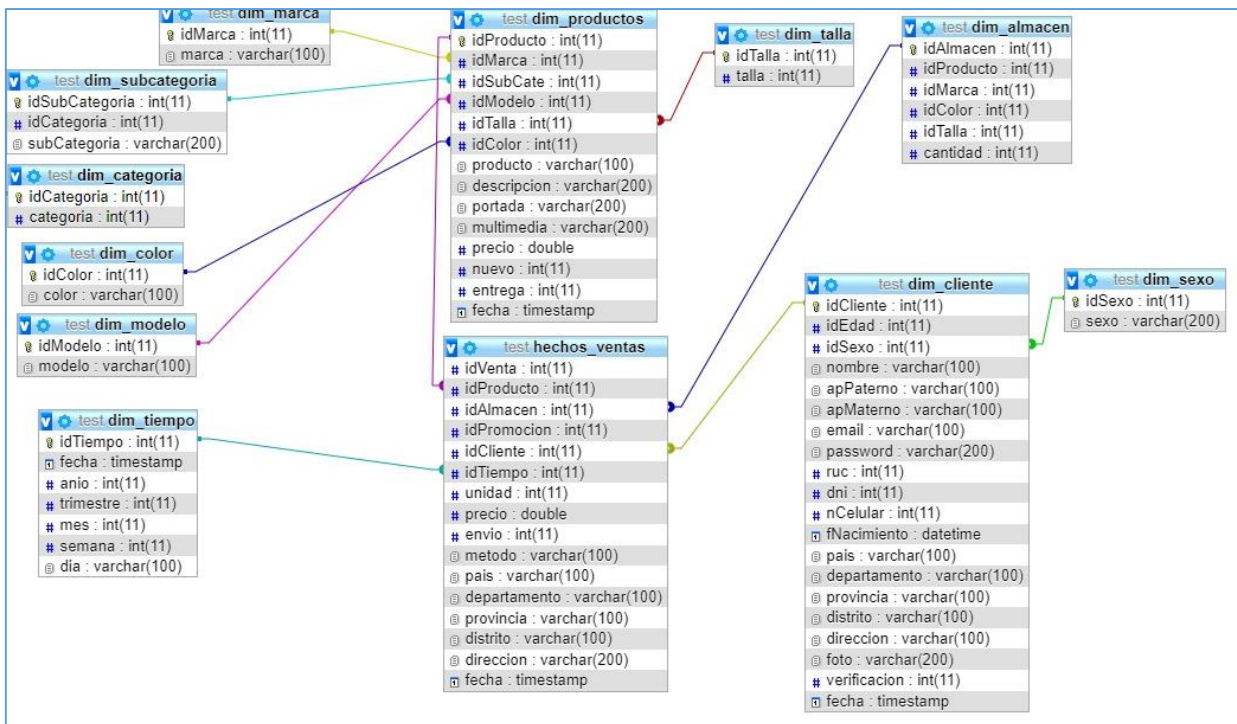 test dim_marca
idMarca : int(11)
marca : varchar(100)
test dim_subcategoria
idSubCategoria : int(11)
idCategoria : int(11)
subCategoria : varchar(200)
test dim_categoria
idCategoria : int(11)
categoria : int(11)
test dim_color
idColor : int(11)
color : varchar(100)
test dim_modelo
idModelo : int(11)
modelo : varchar(100)
test dim_tiempo
idTiempo : int(11)
fecha : timestamp
anio : int(11)
trimestre : int(11)
mes : int(11)
semana : int(11)
dia : varchar(100)
test dim_productos
idProducto : int(11)
idMarca : int(11)
idSubCate : int(11)
idModelo : int(11)
idTalla : int(11)
idColor : int(11)
producto : varchar(100)
descripcion : varchar(200)
portada : varchar(200)
multimedia : varchar(200)
precio : double
nuevo : int(11)
entrega : int(11)
fecha : timestamp
test hechos_ventas
idVenta : int(11)
idProducto : int(11)
idAlmacen : int(11)
idPromocion : int(11)
idCliente : int(11)
idTiempo : int(11)
unidad : int(11)
precio : double
envio : int(11)
metodo : varchar(100)
pais : varchar(100)
departamento : varchar(100)
provincia : varchar(100)
distrito : varchar(100)
direccion : varchar(200)
fecha : timestamp
test dim_talla
idTalla : int(11)
talla : int(11)
test dim_almacen
idAlmacen : int(11)
idProducto : int(11)
idMarca : int(11)
idColor : int(11)
idTalla : int(11)
cantidad : int(11)
test dim_cliente
idCliente : int(11)
idEdad : int(11)
idSexo : int(11)
nombre : varchar(100)
apPaterno : varchar(100)
apMaterno : varchar(100)
email : varchar(100)
password : varchar(200)
ruc : int(11)
dni : int(11)
nCelular : int(11)
fNacimiento : datetime
pais : varchar(100)
departamento : varchar(100)
provincia : varchar(100)
distrito : varchar(100)
direccion : varchar(100)
foto : varchar(200)
verificacion : int(11)
fecha : timestamp
test dim_sexo
idSexo : int(11)
sexo : varchar(200)